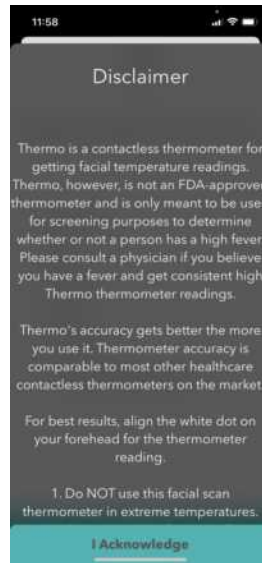 11:58
Disclaimer
Thermo is a contactless thermometer for
getting facial temperature readings.
Thermo, however, is not an FDA-approve
thermometer and is only meant to be use
for screening purposes to determine
whether or not a person has a high fever
Please consult a physician if you believe
you have a fever and get consistent high
Thermo thermometer readings.
Thermo's accuracy gets better the more
you use it. Thermometer accuracy is
comparable to most other healthcare
contactless thermometers on the market
For best results, align the white dot on
your forehead for the thermometer
reading.
1. Do NOT use this facial scan
thermometer in extreme temperatures.
I Acknowledge